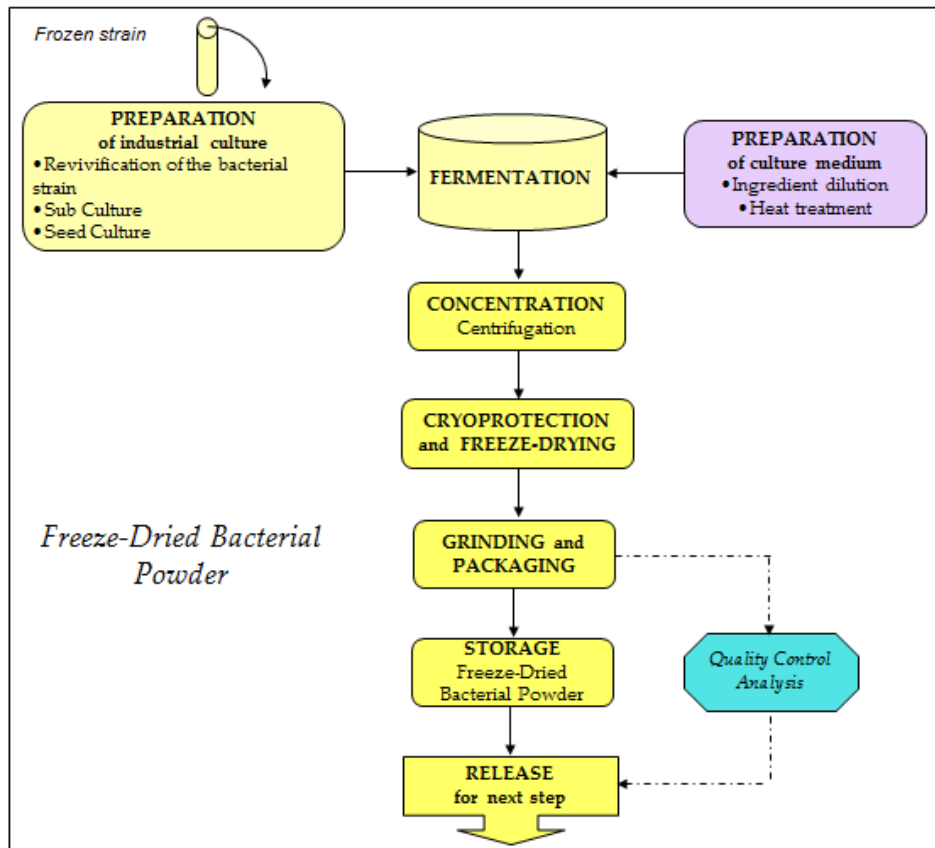 Frozen strain
PREPARATION
of industrial culture
•Revivification of the bacterial
strain
•Sub Culture
•Seed Culture
FERMENTATION
PREPARATION
of culture medium
•Ingredient dilution
•Heat treatment
CONCENTRATION
Centrifugation
CRYOPROTECTION
and FREEZE-DRYING
Freeze-Dried Bacterial
Powder
GRINDING and
PACKAGING
STORAGE
Freeze-Dried
Bacterial Powder
Quality Control
Analysis
RELEASE
for next step